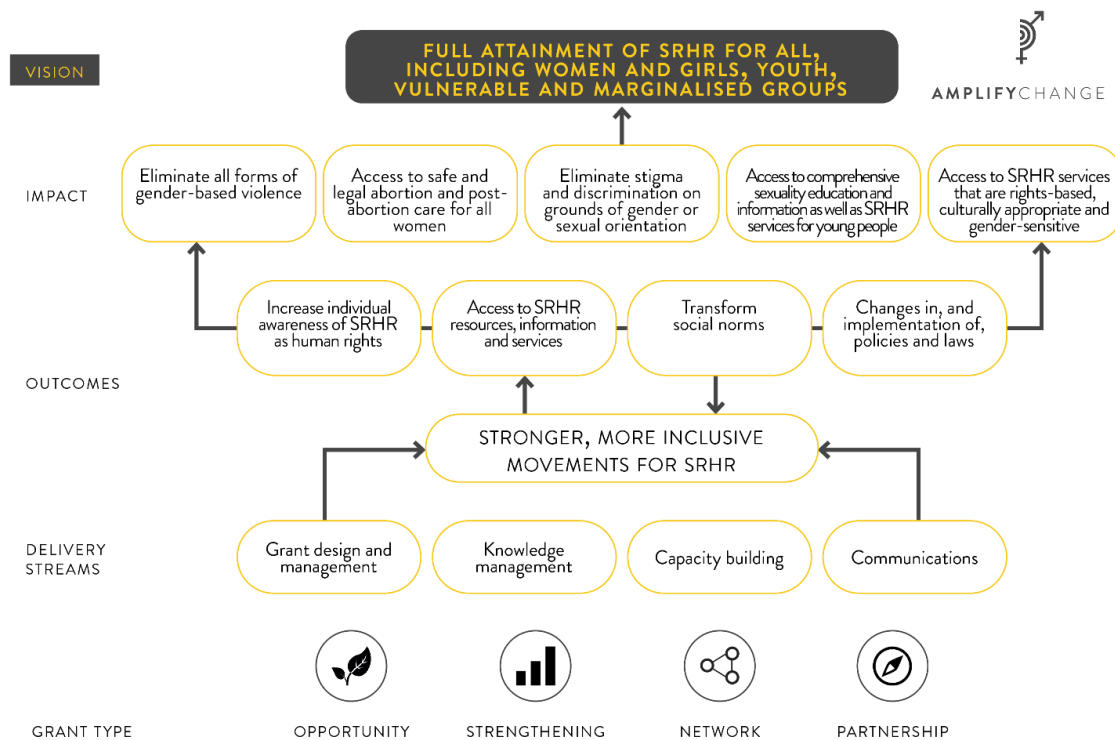 VISION
FULL ATTAINMENT OF SRHR FOR ALL,
INCLUDING WOMEN AND GIRLS, YOUTH,
VULNERABLE AND MARGINALISED GROUPS
AMPLIFYCHANGE
IMPACT
Eliminate all forms of
gender-based violence
Access to safe and
legal abortion and post-
abortion care for all
women
Eliminate stigma
and discrimination on
grounds of gender or
sexual orientation
Access to comprehensive
sexuality education and
information as well as SRHR
services for young people
Access to SRHR services
that are rights-based,
culturally appropriate and
gender-sensitive
Increase individual
awareness of SRHR
as human rights
Access to SRHR
resources, information
and services
Transform
social norms
Changes in, and
implementation of,
policies and laws
OUTCOMES
STRONGER, MORE INCLUSIVE
MOVEMENTS FOR SRHR
DELIVERY
STREAMS
Grant design and
management
Knowledge
management
Capacity building
Communications
GRANT TYPE
OPPORTUNITY
STRENGTHENING
NETWORK
PARTNERSHIP